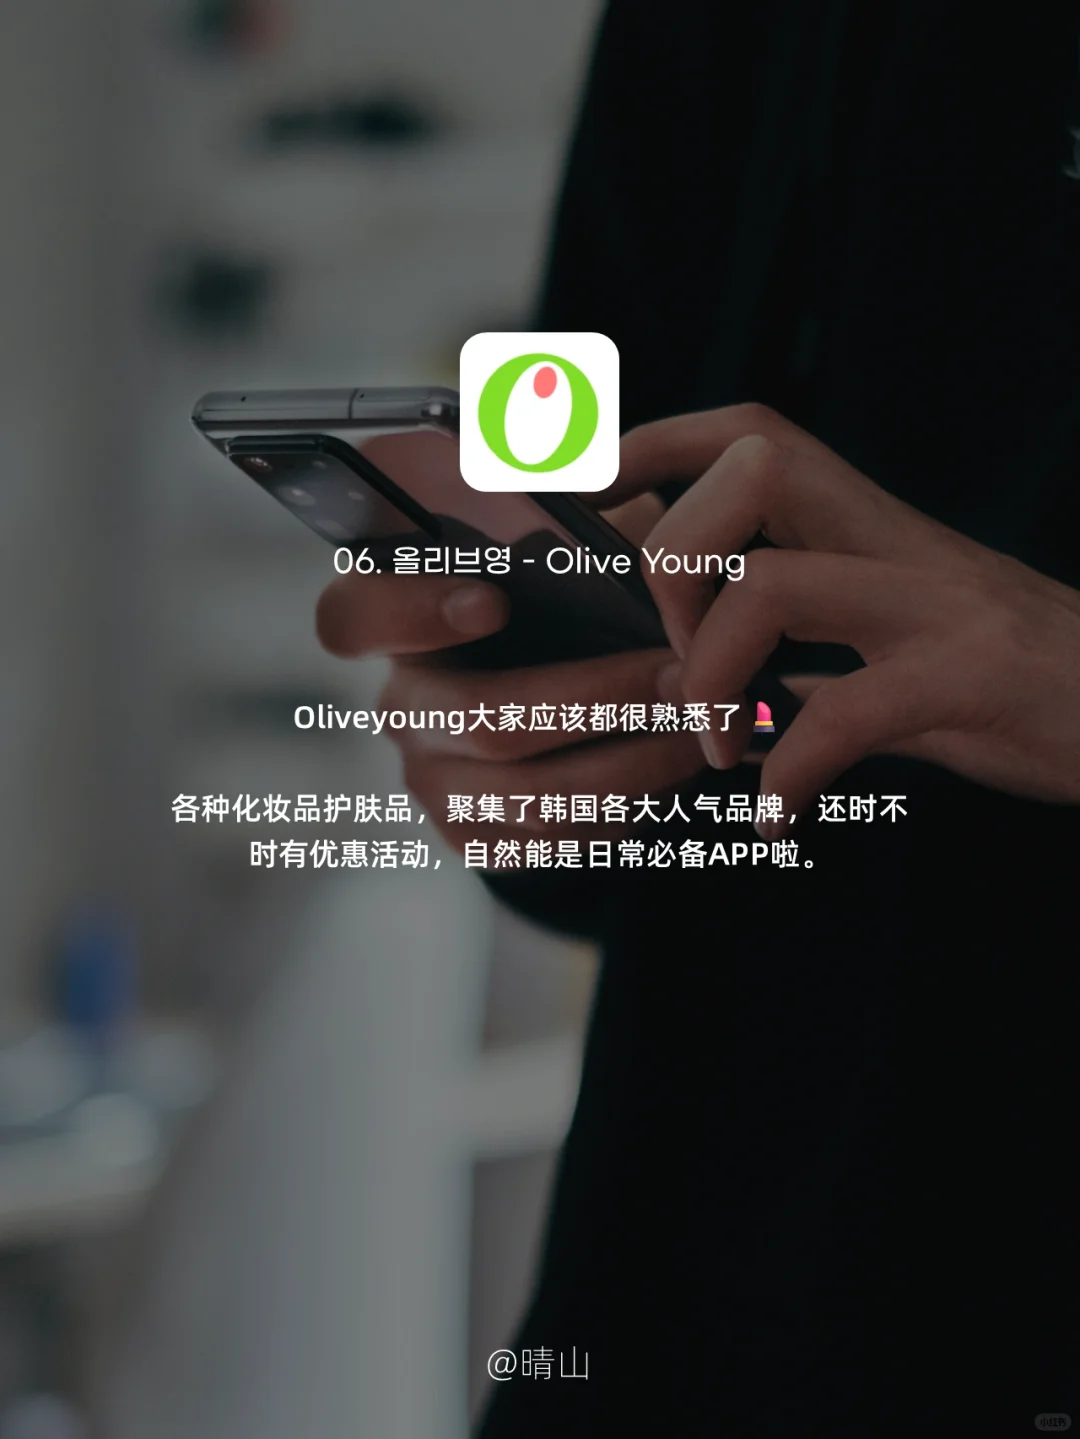 06. 올리브영 - Olive Young
Oliveyoung大家应该都很熟悉了💄
各种化妆品护肤品，聚集了韩国各大人气品牌，还时不
时有优惠活动，自然能是日常必备APP啦。
@晴山
小红书